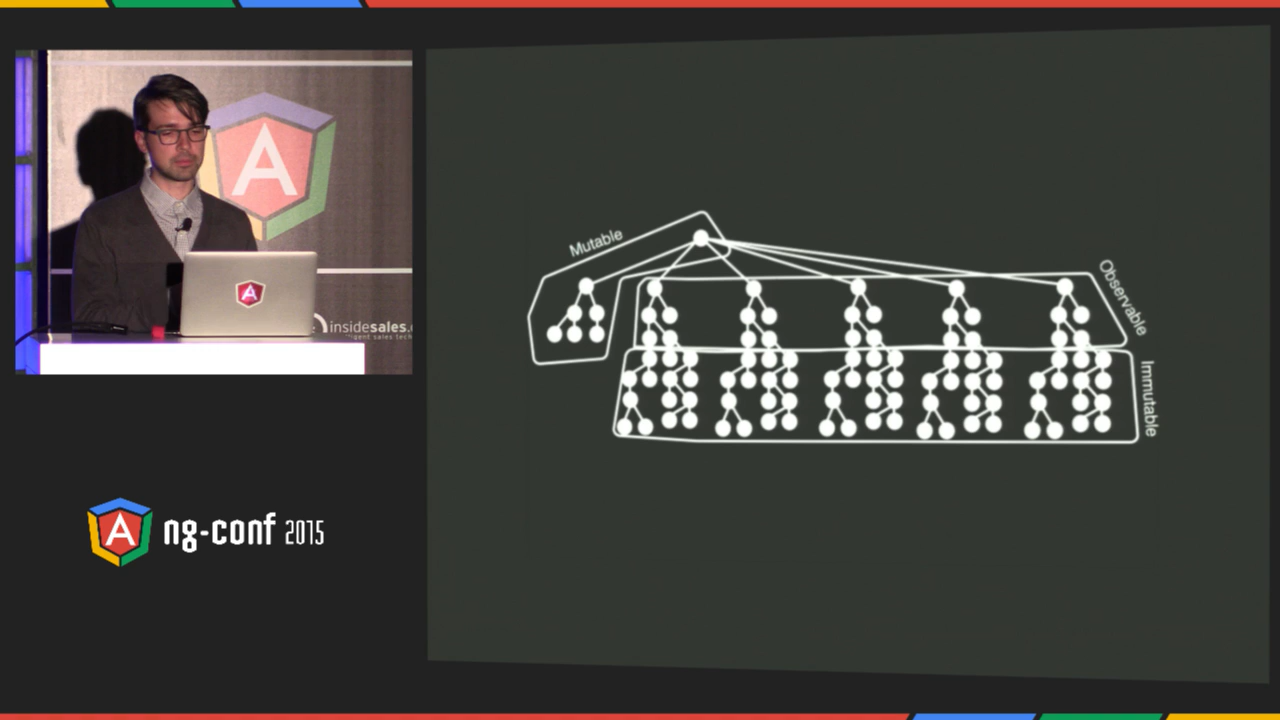 A
insidesales.
Mutable
Observable
Immutable
A
A ng-conf 2015